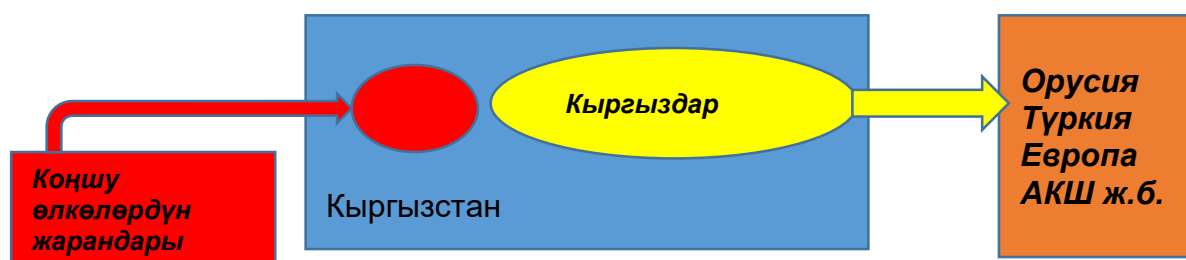 Коңшу
өлкөлөрдүн
жарандары
Кыргызстан
Кыргыздар
Орусия
Түркия
Европа
АКШ ж.б.